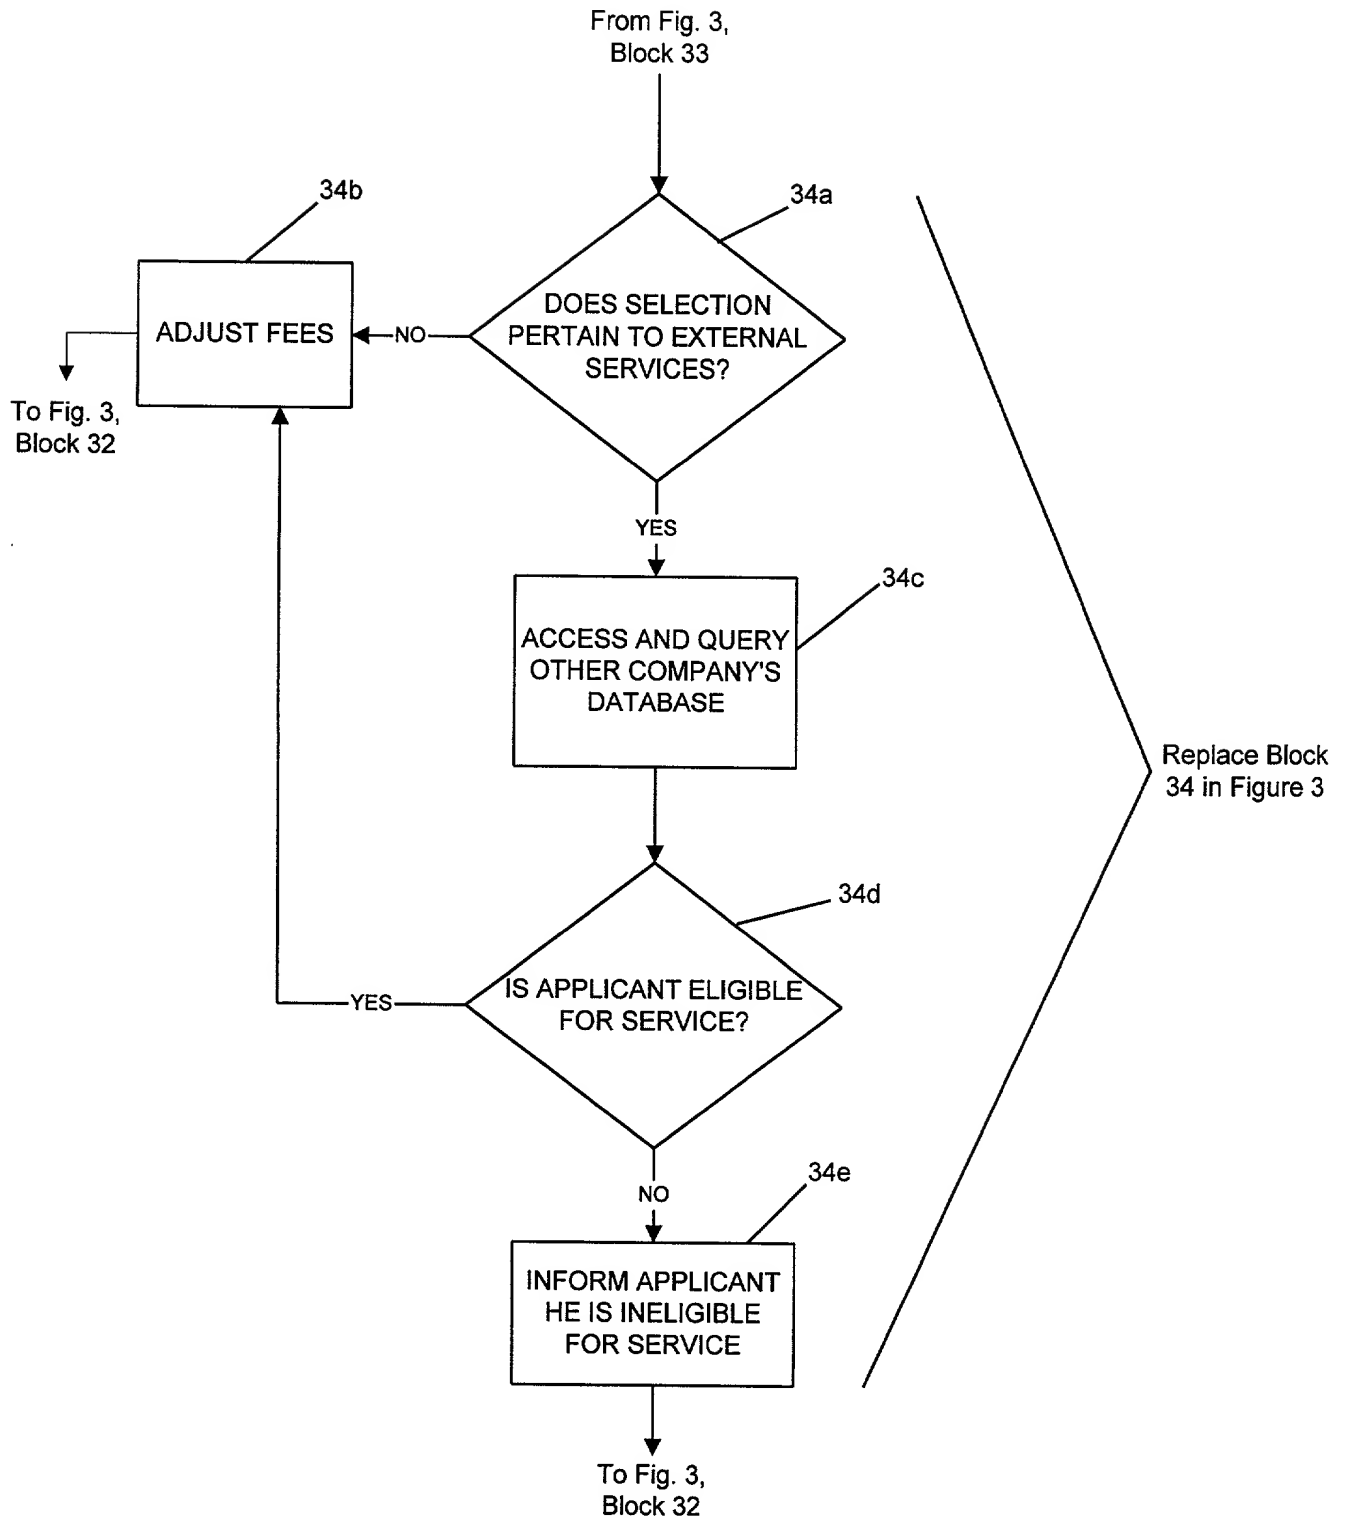 From Fig. 3,
Block 33
34b
34a
DOES SELECTION
PERTAIN TO EXTERNAL
SERVICES?
ADJUST FEES
NO
To Fig. 3,
Block 32
YES
34c
ACCESS AND QUERY
OTHER COMPANY'S
DATABASE
Replace Block
34 in Figure 3
34d
IS APPLICANT ELIGIBLE
FOR SERVICE?
YES
NO
34e
INFORM APPLICANT
HE IS INELIGIBLE
FOR SERVICE
To Fig. 3,
Block 32